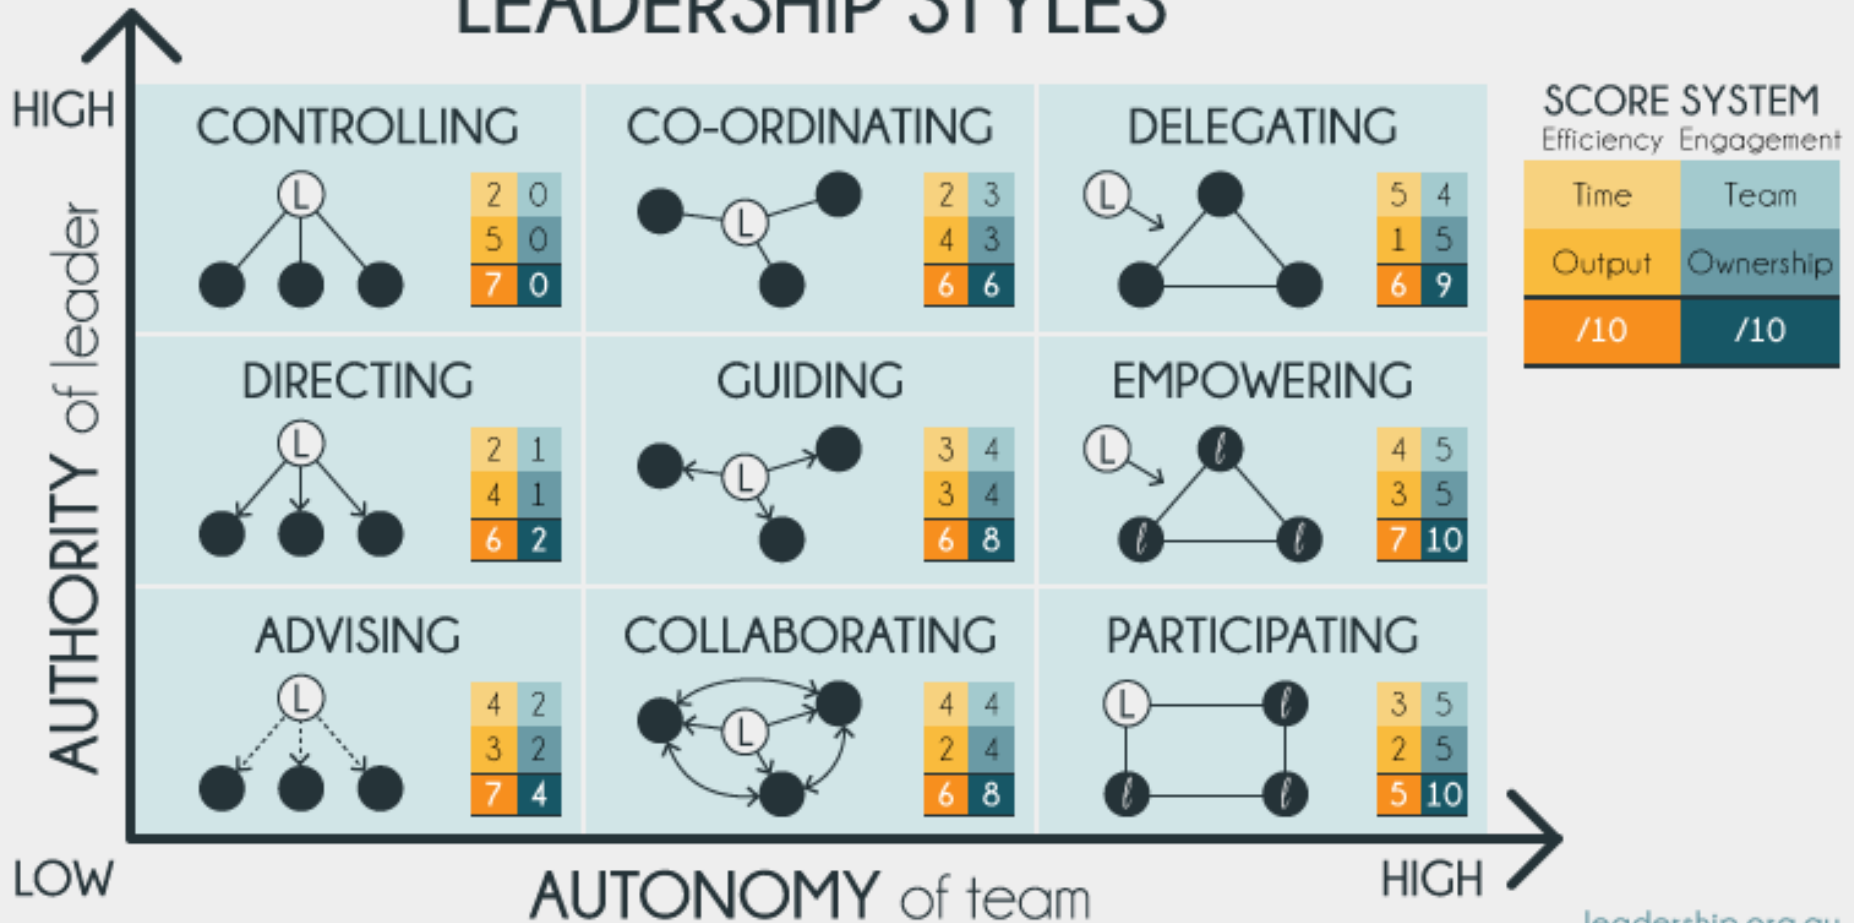 LEADERSHIP STYLES
HIGH
AUTHORITY of leader
LOW
CONTROLLING
L
2 0
5 0
7 0
CO-ORDINATING
L
2 3
4 3
6 6
DELEGATING
L
5 4
1 5
6 9
DIRECTING
L
2 1
4 1
6 2
GUIDING
L
3 4
3 4
6 8
EMPOWERING
L
ℓ
ℓ ℓ
4 5
3 5
7 10
ADVISING
L
4 2
3 2
7 4
COLLABORATING
L
4 4
2 4
6 8
PARTICIPATING
L ℓ
ℓ ℓ
3 5
2 5
5 10
AUTONOMY of team
HIGH
SCORE SYSTEM
Efficiency Engagement
Time Team
Output Ownership
/10 /10
leadership.org.au